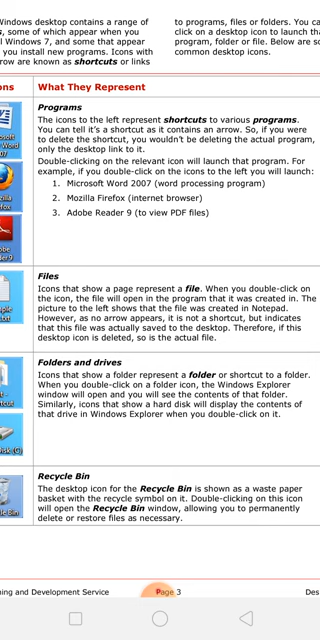 Windows desktop contains a range of
s, some of which appear when you
l Windows 7, and some that appear
you install new programs. Icons with
row are known as shortcuts or links
to programs, files or folders. You ca
click on a desktop icon to launch tha
program, folder or file. Below are so
common desktop icons.
ons
What They Represent
Programs
The icons to the left represent shortcuts to various programs.
You can tell it's a shortcut as it contains an arrow. So, if you were
to delete the shortcut, you wouldn't be deleting the actual program,
only the desktop link to it.
Double-clicking on the relevant icon will launch that program. For
example, if you double-click on the icons to the left you will launch:
1. Microsoft Word 2007 (word processing program)
2. Mozilla Firefox (internet browser)
3. Adobe Reader 9 (to view PDF files)
osoft
Word
07
zilla
fox
obe
der 9
Files
Icons that show a page represent a file. When you double-click on
the icon, the file will open in the program that it was created in. The
picture to the left shows that the file was created in Notepad.
However, as no arrow appears, it is not a shortcut, but indicates
that this file was actually saved to the desktop. Therefore, if this
desktop icon is deleted, so is the actual file.
ple
.txt
Folders and drives
Icons that show a folder represent a folder or shortcut to a folder.
When you double-click on a folder icon, the Windows Explorer
window will open and you will see the contents of that folder.
Similarly, icons that show a hard disk will display the contents of
that drive in Windows Explorer when you double-click on it.
t -
rtcut
isk (C)
Recycle Bin
The desktop icon for the Recycle Bin is shown as a waste paper
basket with the recycle symbol on it. Double-clicking on this icon
will open the Recycle Bin window, allowing you to permanently
delete or restore files as necessary.
le Bin
ning and Development Service
Page 3
Des